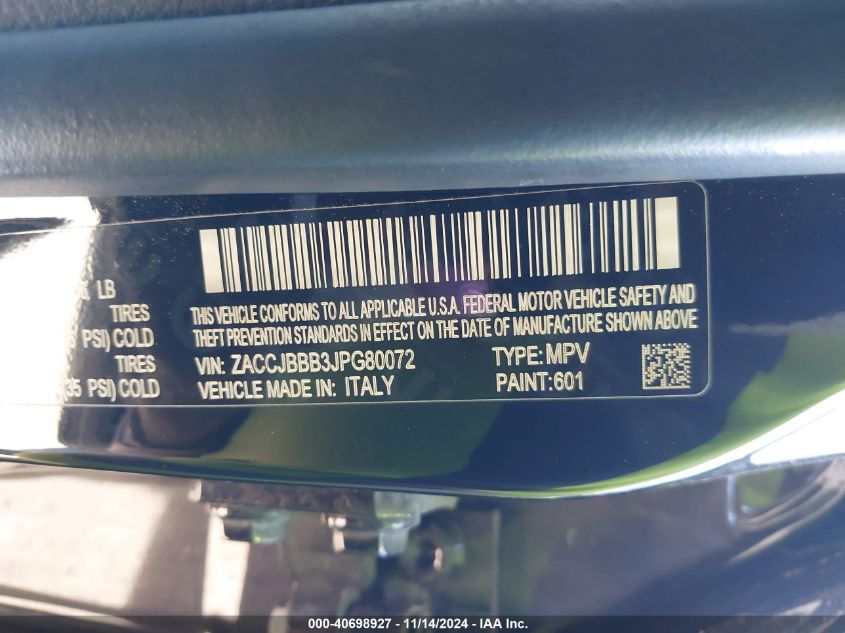 LB
TIRES
PSI) COLD
TIRES
(35 PSI) COLD
THIS VEHICLE CONFORMS TO ALL APPLICABLE U.S.A. FEDERAL MOTOR VEHICLE SAFETY AND
THEFT PREVENTION STANDARDS IN EFFECT ON THE DATE OF MANUFACTURE SHOWN ABOVE
VIN: ZACCJBBB3JPG80072 TYPE: MPV
VEHICLE MADE IN: ITALY PAINT:601
000-40698927 - 11/14/2024 - IAA Inc.